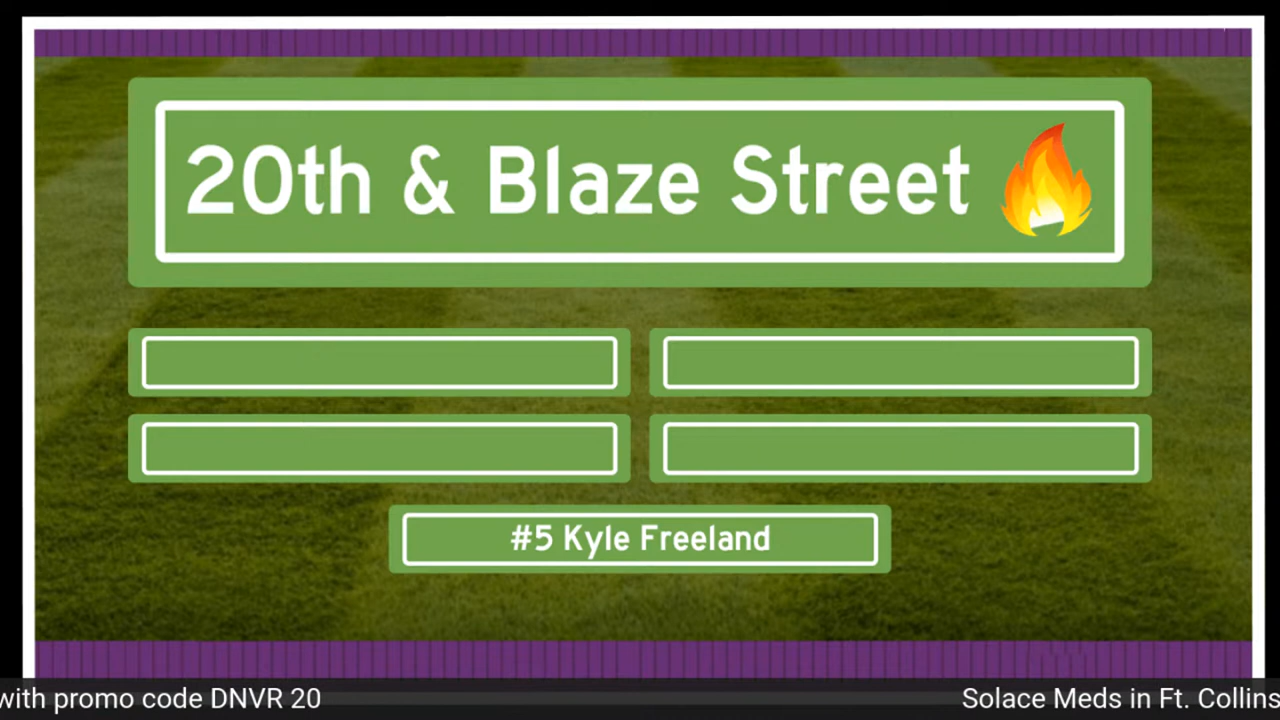 20th & Blaze Street 🔥
#5 Kyle Freeland
with promo code DNVR 20
Solace Meds in Ft. Collins